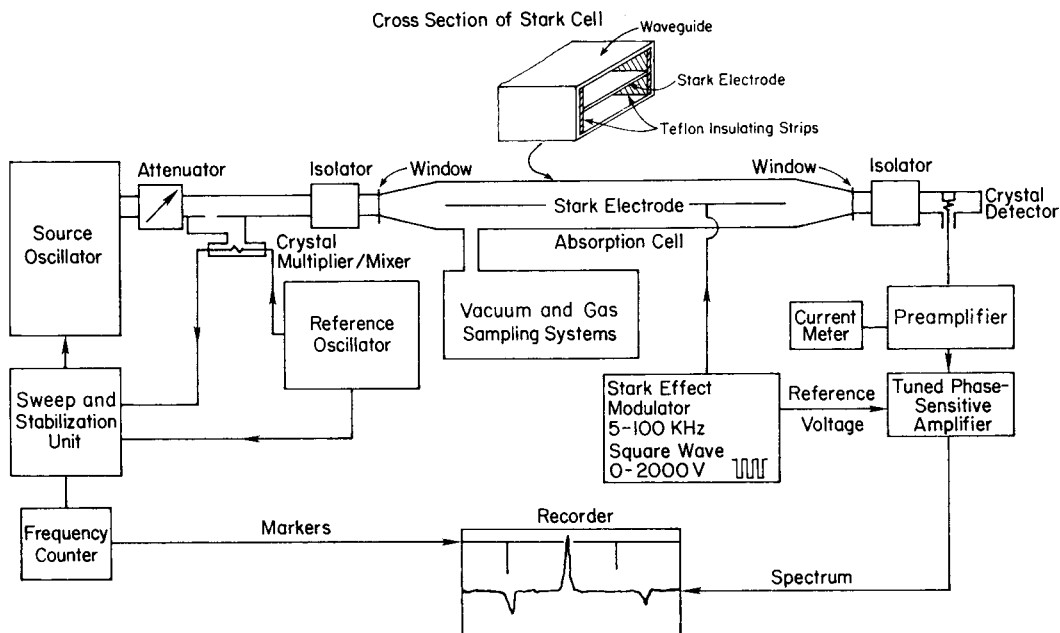 Cross Section of Stark Cell
Waveguide
Stark Electrode
Teflon Insulating Strips
Attenuator
Isolator
Window
Window
Isolator
Crystal
Detector
Source
Oscillator
Stark Electrode
Absorption Cell
Crystal
Multiplier/Mixer
Reference
Oscillator
Vacuum and Gas
Sampling Systems
Current
Meter
Preamplifier
Sweep and
Stabilization
Unit
Stark Effect
Modulator
5-100 KHz
Square Wave
0-2000 V
Reference
Voltage
Tuned Phase-
Sensitive
Amplifier
Frequency
Counter
Markers
Recorder
Spectrum